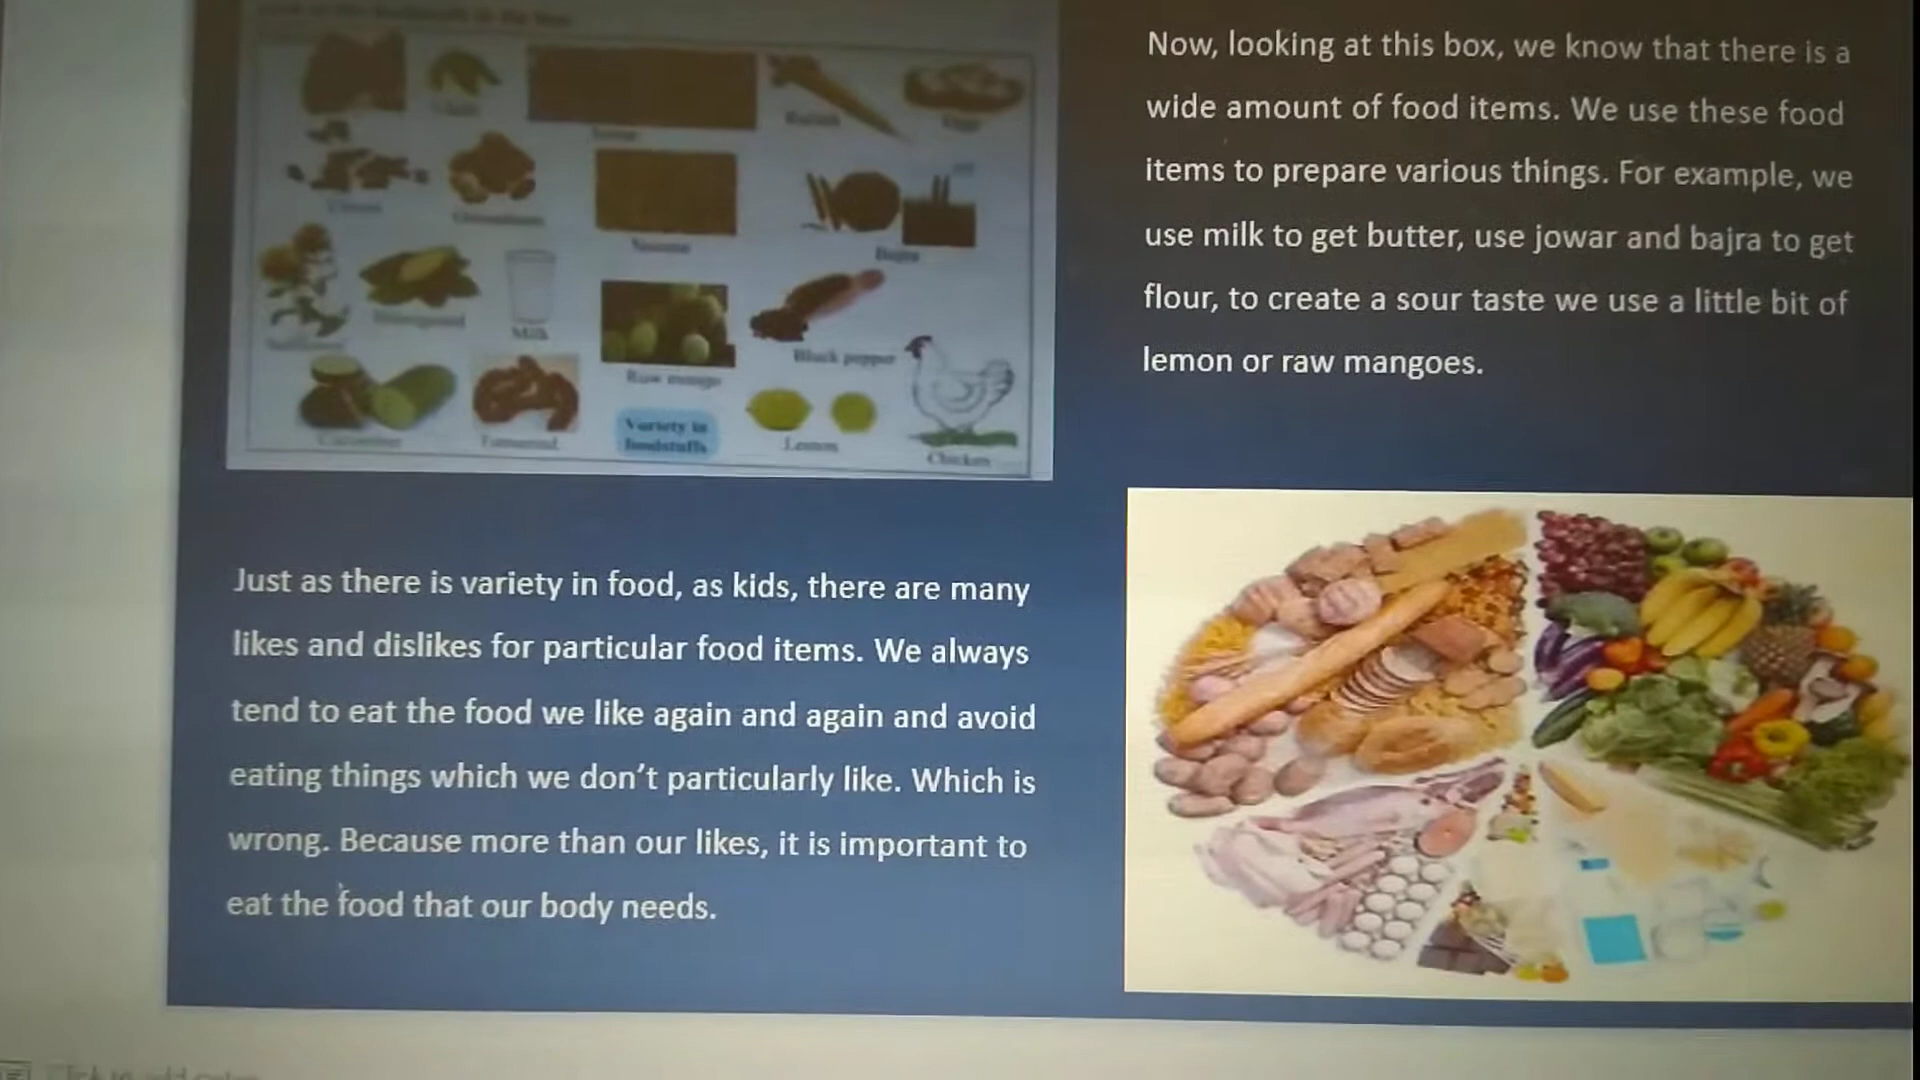 Now, looking at this box, we know that there is a
wide amount of food items. We use these food
items to prepare various things. For example, we
use milk to get butter, use jowar and bajra to get
flour, to create a sour taste we use a little bit of
lemon or raw mangoes.
Bajra
Milk
Black pepper
Raw mango
Cucumber
Variety in
foodstuffs
Lemon
Chicken
Just as there is variety in food, as kids, there are many
likes and dislikes for particular food items. We always
tend to eat the food we like again and again and avoid
eating things which we don't particularly like. Which is
wrong. Because more than our likes, it is important to
eat the food that our body needs.